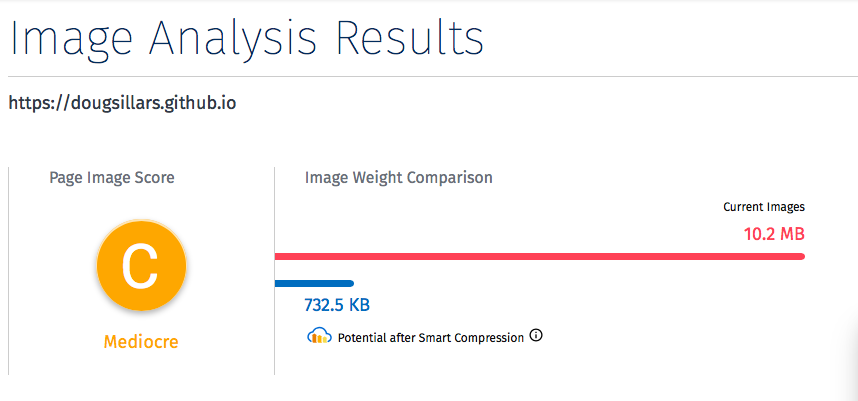 Image Analysis Results
https://dougsillars.github.io
Page Image Score
Image Weight Comparison
Current Images
10.2 MB
C
732.5 KB
Mediocre
Potential after Smart Compression